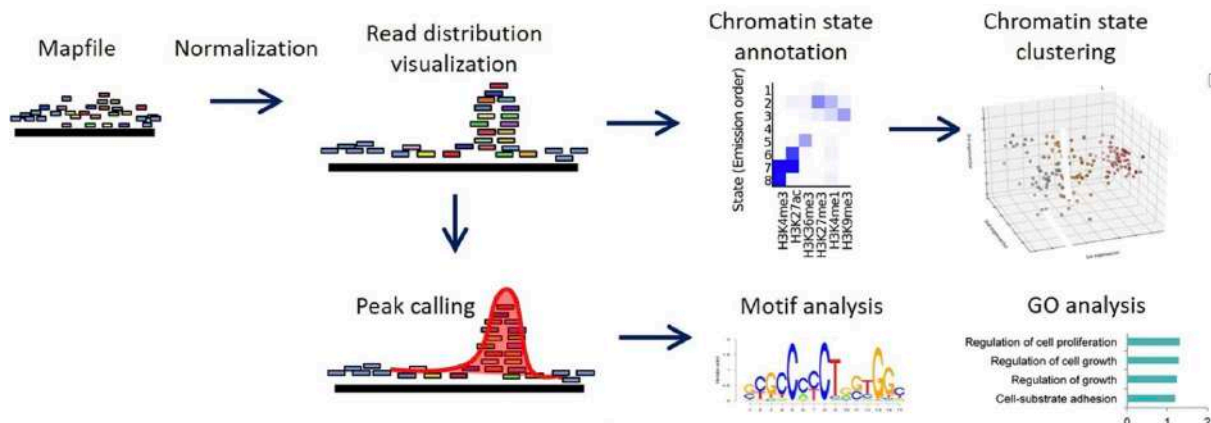 Mapfile
Normalization
Read distribution
visualization
Chromatin state
annotation
Chromatin state
clustering
State (Emission order)
1
2
3
4
5
6
7
8
H3K4me3
H3K27ac
H3K36me3
H3K27me3
H3K4me1
H3K9me3
Peak calling
Motif analysis
GO analysis
Regulation of cell proliferation
Regulation of cell growth
Regulation of growth
Cell-substrate adhesion
0 1 2